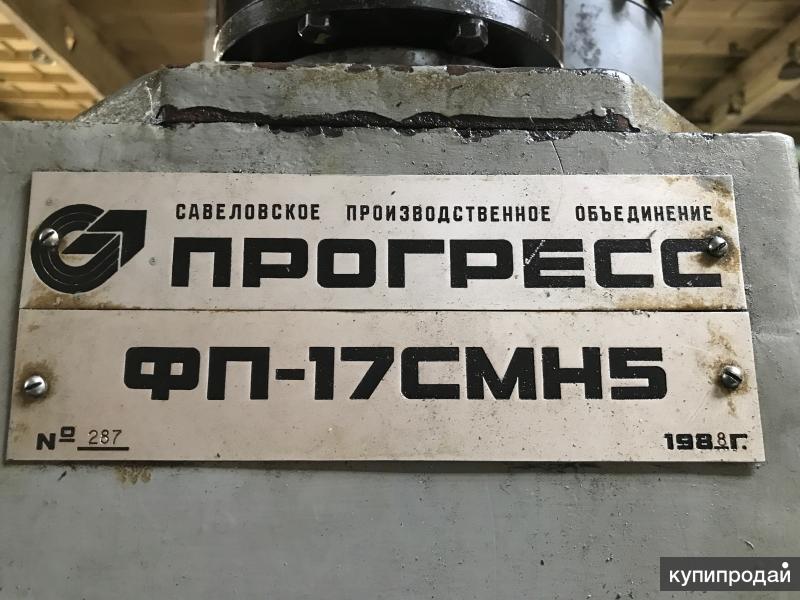 САВЕЛОВСКОЕ ПРОИЗВОДСТВЕННОЕ ОБЪЕДИНЕНИЕ
ПРОГРЕСС
ФП-17СМН5
№ 287 1988г.
купипродай